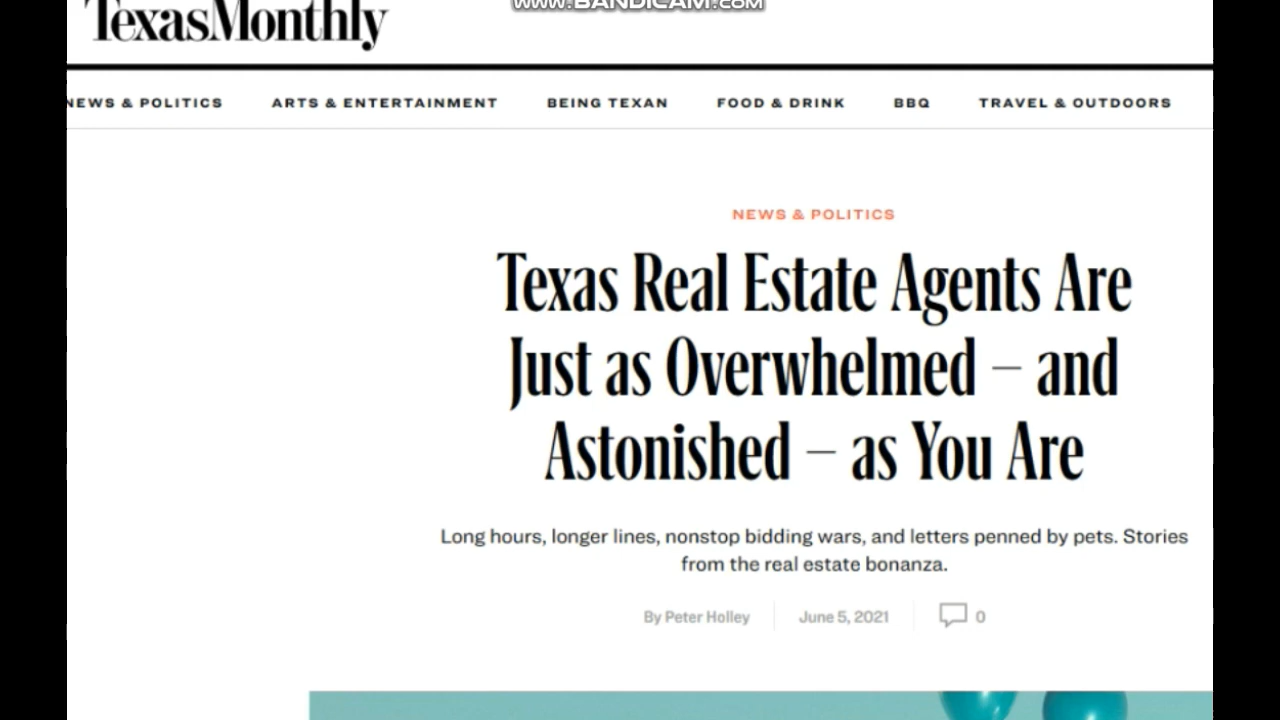 www.BANDICAM.com
TexasMonthly
NEWS & POLITICS ARTS & ENTERTAINMENT BEING TEXAN FOOD & DRINK BBQ TRAVEL & OUTDOORS
NEWS & POLITICS
Texas Real Estate Agents Are
Just as Overwhelmed – and
Astonished – as You Are
Long hours, longer lines, nonstop bidding wars, and letters penned by pets. Stories
from the real estate bonanza.
By Peter Holley June 5, 2021 0